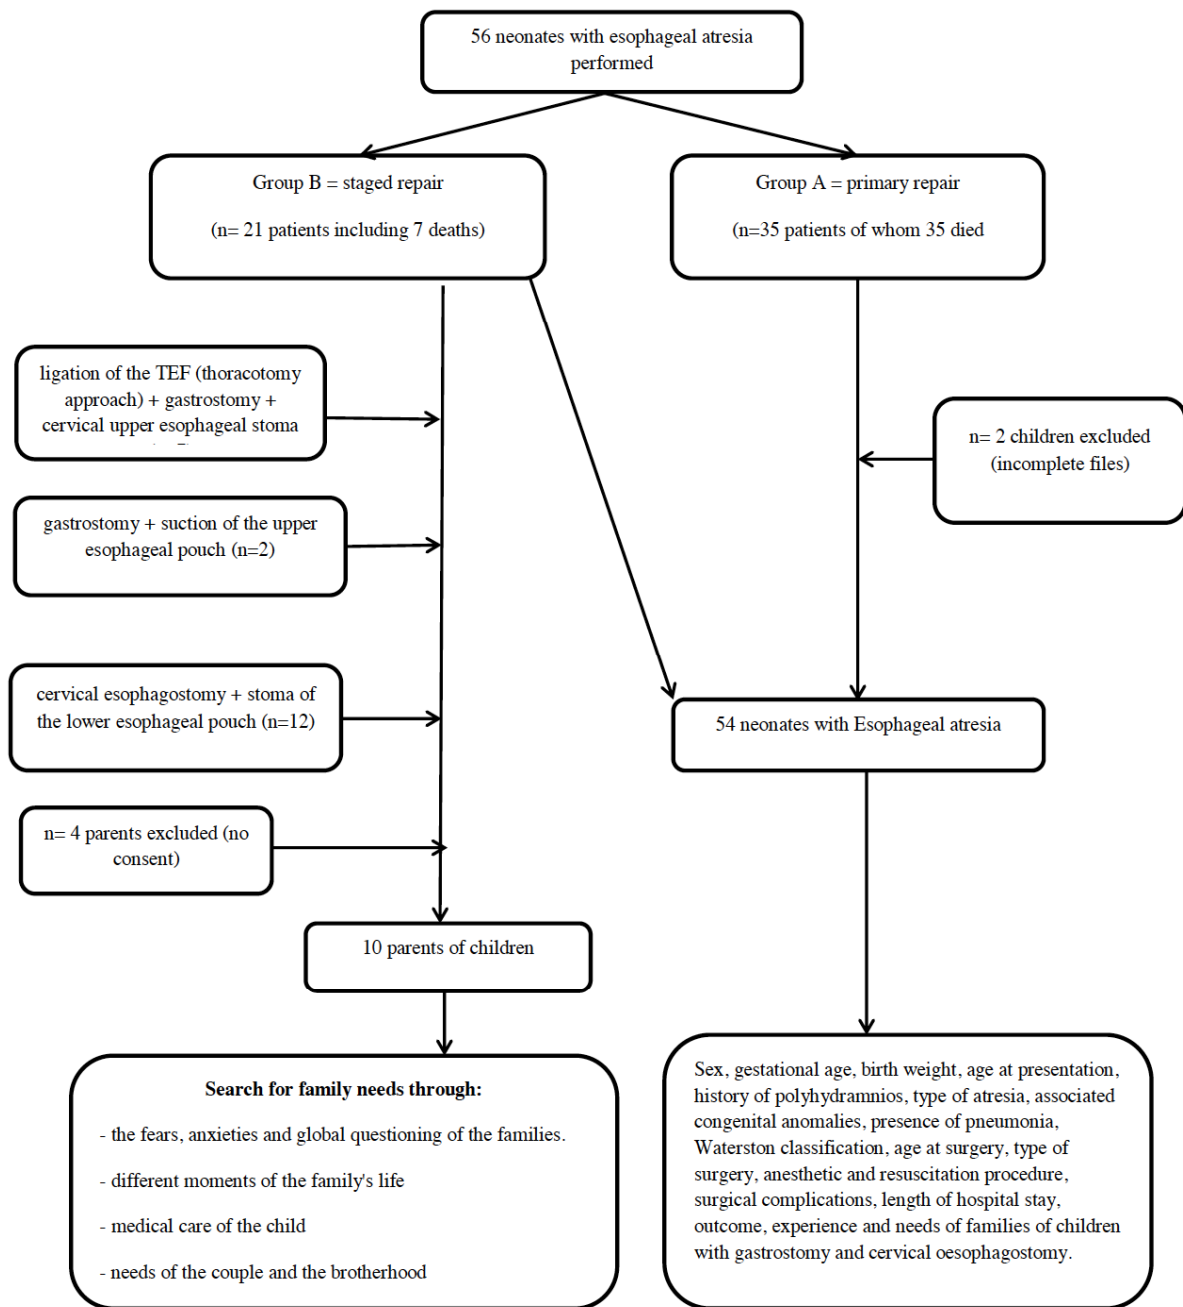 56 neonates with esophageal atresia
performed
Group B = staged repair
(n= 21 patients including 7 deaths)
Group A = primary repair
(n=35 patients of whom 35 died
ligation of the TEF (thoracotomy
approach) + gastrostomy +
cervical upper esophageal stoma
n= 2 children excluded
(incomplete files)
gastrostomy + suction of the upper
esophageal pouch (n=2)
cervical esophagostomy + stoma of
the lower esophageal pouch (n=12)
54 neonates with Esophageal atresia
n= 4 parents excluded (no
consent)
10 parents of children
Search for family needs through:
- the fears, anxieties and global questioning of the families.
- different moments of the family's life
- medical care of the child
- needs of the couple and the brotherhood
Sex, gestational age, birth weight, age at presentation,
history of polyhydramnios, type of atresia, associated
congenital anomalies, presence of pneumonia,
Waterston classification, age at surgery, type of
surgery, anesthetic and resuscitation procedure,
surgical complications, length of hospital stay,
outcome, experience and needs of families of children
with gastrostomy and cervical oesophagostomy.